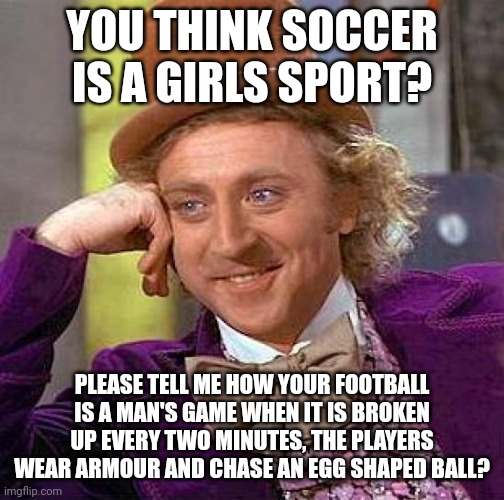 YOU THINK SOCCER
IS A GIRLS SPORT?
PLEASE TELL ME HOW YOUR FOOTBALL
IS A MAN'S GAME WHEN IT IS BROKEN
UP EVERY TWO MINUTES, THE PLAYERS
WEAR ARMOUR AND CHASE AN EGG SHAPED BALL?
imgflip.com